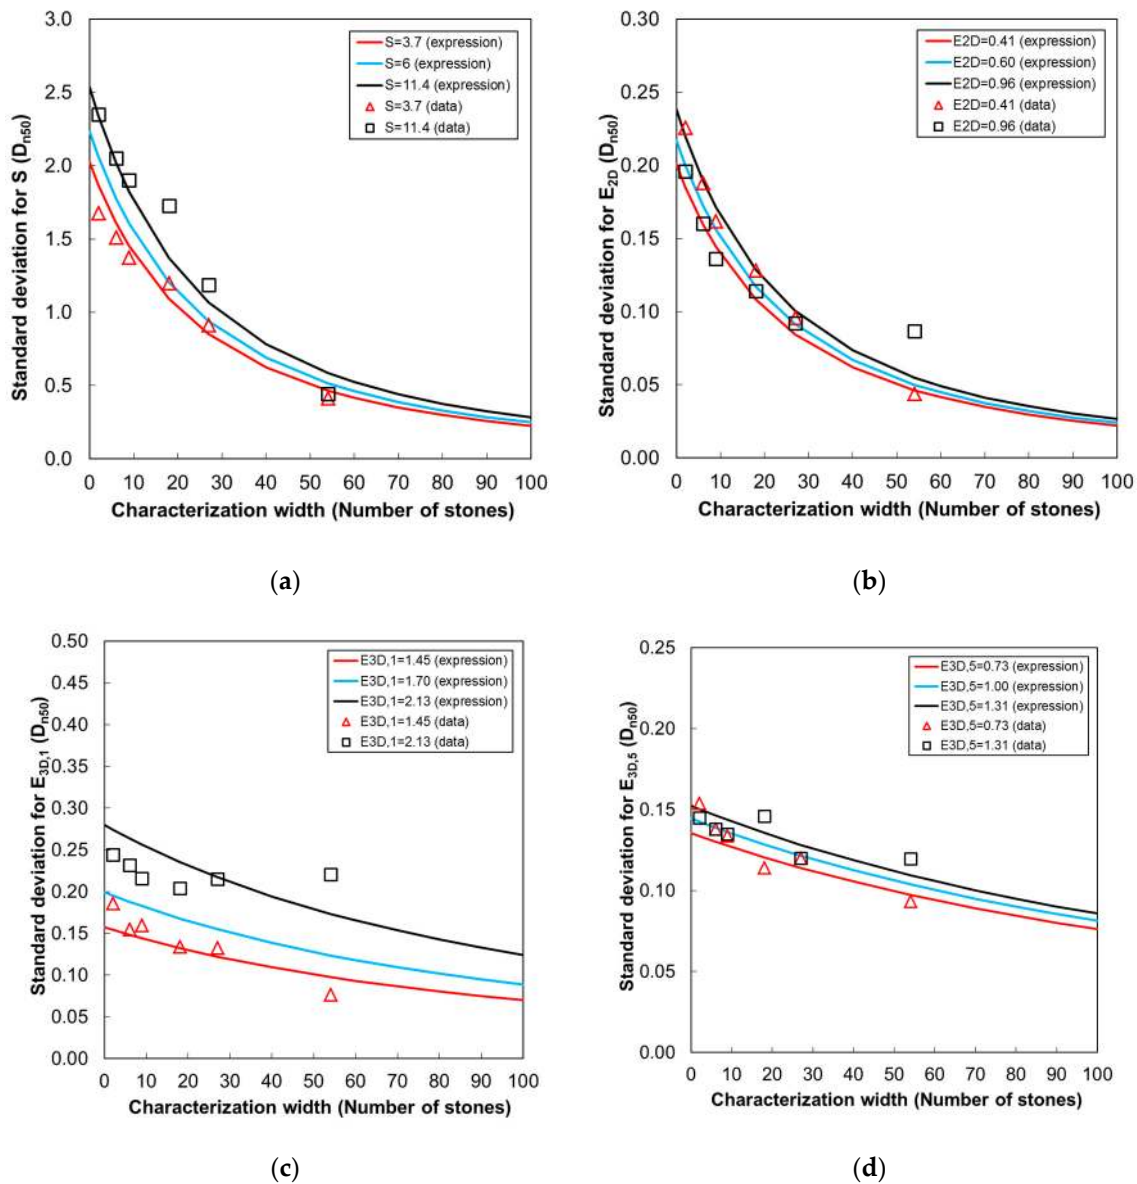 Standard deviation for S (Dn50)
3.0
2.5
2.0
1.5
1.0
0.5
0.0
S=3.7 (expression)
S=6 (expression)
S=11.4 (expression)
S=3.7 (data)
S=11.4 (data)
0 10 20 30 40 50 60 70 80 90 100
Characterization width (Number of stones)
(a)
Standard deviation for E2D (Dn50)
0.30
0.25
0.20
0.15
0.10
0.05
0.00
E2D=0.41 (expression)
E2D=0.60 (expression)
E2D=0.96 (expression)
E2D=0.41 (data)
E2D=0.96 (data)
0 10 20 30 40 50 60 70 80 90 100
Characterization width (Number of stones)
(b)
Standard deviation for E3D,1 (Dn50)
0.50
0.45
0.40
0.35
0.30
0.25
0.20
0.15
0.10
0.05
0.00
E3D,1=1.45 (expression)
E3D,1=1.70 (expression)
E3D,1=2.13 (expression)
E3D,1=1.45 (data)
E3D,1=2.13 (data)
0 10 20 30 40 50 60 70 80 90 100
Characterization width (Number of stones)
(c)
Standard deviation for E3D,5 (Dn50)
0.25
0.20
0.15
0.10
0.05
0.00
E3D,5=0.73 (expression)
E3D,5=1.00 (expression)
E3D,5=1.31 (expression)
E3D,5=0.73 (data)
E3D,5=1.31 (data)
0 10 20 30 40 50 60 70 80 90 100
Characterization width (Number of stones)
(d)